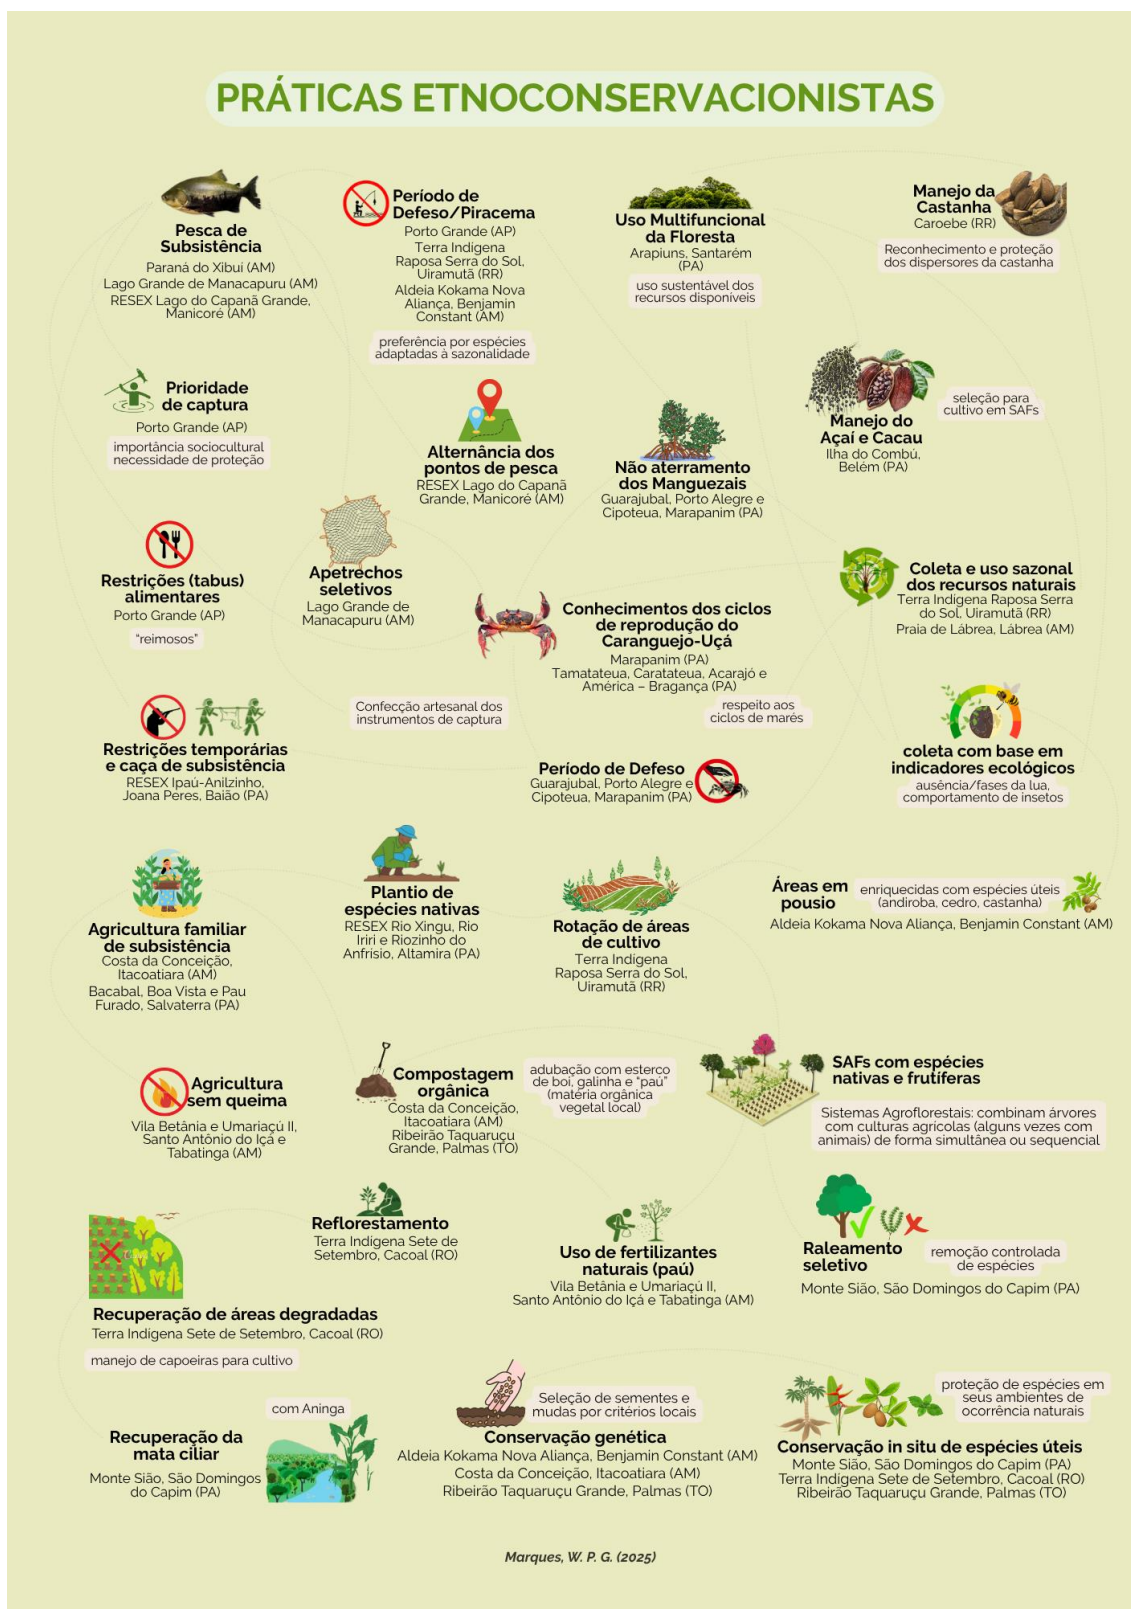 PRÁTICAS ETNOCONSERVACIONISTAS
Pesca de
Subsistência
Paraná do Xibuí (AM)
Lago Grande de Manacapuru (AM)
RESEX Lago do Capanã Grande,
Manicoré (AM)
Período de
Defeso/Piracema
Porto Grande (AP)
Terra Indígena
Raposa Serra do Sol,
Uiramutã (RR)
Aldeia Kokama Nova
Aliança, Benjamin
Constant (AM)
preferência por espécies
adaptadas à sazonalidade
Uso Multifuncional
da Floresta
Arapiuns, Santarém
(PA)
uso sustentável dos
recursos disponíveis
Manejo da
Castanha
Caroebe (RR)
Reconhecimento e proteção
dos dispersores da castanha
Prioridade
de captura
Porto Grande (AP)
importância sociocultural
necessidade de proteção
Alternância dos
pontos de pesca
RESEX Lago do Capanã
Grande, Manicoré (AM)
Não aterramento
dos Manguezais
Guarajubal, Porto Alegre e
Cipoteua, Marapanim (PA)
Manejo do
Açaí e Cacau
Ilha do Combú,
Belém (PA)
seleção para
cultivo em SAFs
Restrições (tabus)
alimentares
Porto Grande (AP)
“reimosos”
Apetrechos
seletivos
Lago Grande de
Manacapuru (AM)
Conhecimentos dos ciclos
de reprodução do
Caranguejo-Uçá
Marapanim (PA)
Tamatateua, Caratateua, Acarajó e
América – Bragança (PA)
respeito aos
ciclos de marés
Coleta e uso sazonal
dos recursos naturais
Terra Indígena Raposa Serra
do Sol, Uiramutã (RR)
Praia de Lábrea, Lábrea (AM)
Restrições temporárias
e caça de subsistência
RESEX Ipaú-Anilzinho,
Joana Peres, Baião (PA)
Confecção artesanal dos
instrumentos de captura
Período de Defeso
Guarajubal, Porto Alegre e
Cipoteua, Marapanim (PA)
coleta com base em
indicadores ecológicos
ausência/fases da lua,
comportamento de insetos
Agricultura familiar
de subsistência
Costa da Conceição,
Itacoatiara (AM)
Bacabal, Boa Vista e Pau
Furado, Salvaterra (PA)
Plantio de
espécies nativas
RESEX Rio Xingu, Rio
Iriri e Riozinho do
Anfrisio, Altamira (PA)
Rotação de áreas
de cultivo
Terra Indígena
Raposa Serra do Sol,
Uiramutã (RR)
Áreas em
pousio
enriquecidas com espécies úteis
(andiroba, cedro, castanha)
Aldeia Kokama Nova Aliança, Benjamin Constant (AM)
Agricultura
sem queima
Vila Betânia e Umariaçú II,
Santo Antônio do Içá e
Tabatinga (AM)
Compostagem
orgânica
Costa da Conceição,
Itacoatiara (AM)
Ribeirão Taquaruçu
Grande, Palmas (TO)
adubação com esterco
de boi, galinha e “paú”
(matéria orgânica
vegetal local)
SAFs com espécies
nativas e frutíferas
Sistemas Agroflorestais: combinam árvores
com culturas agrícolas (alguns vezes com
animais) de forma simultânea ou sequencial
Reflorestamento
Terra Indígena Sete de
Setembro, Cacoal (RO)
Uso de fertilizantes
naturais (paú)
Vila Betânia e Umariaçú II,
Santo Antônio do Içá e Tabatinga (AM)
Raleamento
seletivo
remoção controlada
de espécies
Monte Sião, São Domingos do Capim (PA)
Recuperação de áreas degradadas
Terra Indígena Sete de Setembro, Cacoal (RO)
manejo de capoeiras para cultivo
com Aninga
Recuperação da
mata ciliar
Monte Sião, São Domingos
do Capim (PA)
Seleção de sementes e
mudas por critérios locais
Conservação genética
Aldeia Kokama Nova Aliança, Benjamin Constant (AM)
Costa da Conceição, Itacoatiara (AM)
Ribeirão Taquaruçu Grande, Palmas (TO)
proteção de espécies em
seus ambientes de
ocorrência naturais
Conservação in situ de espécies úteis
Monte Sião, São Domingos do Capim (PA)
Terra Indígena Sete de Setembro, Cacoal (RO)
Ribeirão Taquaruçu Grande, Palmas (TO)
Marques, W. P. G. (2025)